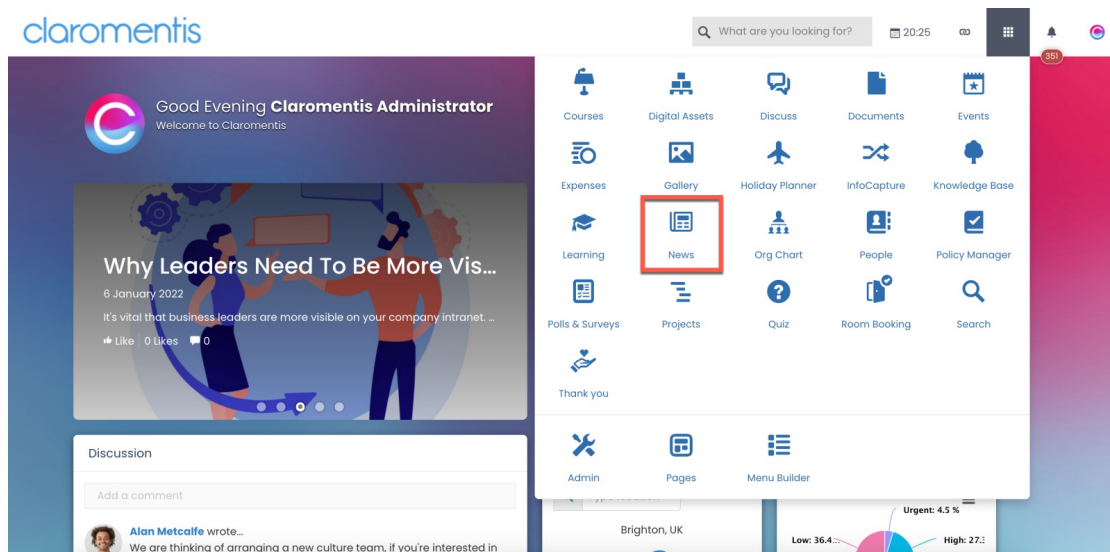 claromentis
What are you looking for?
20:25
351
Good Evening Claromentis Administrator
Welcome to Claromentis
Why Leaders Need To Be More Vis...
6 January 2022
It's vital that business leaders are more visible on your company intranet. ...
Like 0 Likes 0
Courses Digital Assets Discuss Documents Events
Expenses Gallery Holiday Planner InfoCapture Knowledge Base
Learning News Org Chart People Policy Manager
Polls & Surveys Projects Quiz Room Booking Search
Thank you
Admin Pages Menu Builder
Discussion
Add a comment
Alan Metcalfe wrote...
We are thinking of arranging a new culture team, if you're interested in
Brighton, UK
Urgent: 4.5 %
Low: 36.4...
High: 27.3